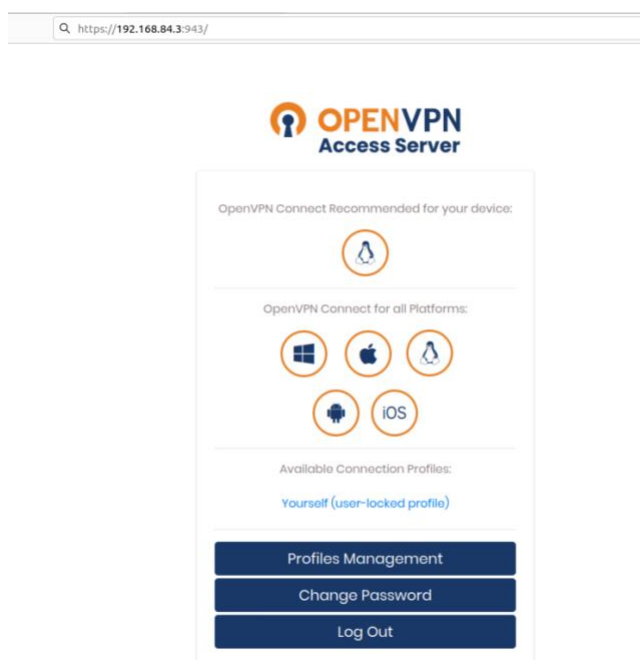 https://192.168.84.3:943/
OPENVPN
Access Server
OpenVPN Connect Recommended for your device:
OpenVPN Connect for all Platforms:
iOS
Available Connection Profiles:
Yourself (user-locked profile)
Profiles Management
Change Password
Log Out